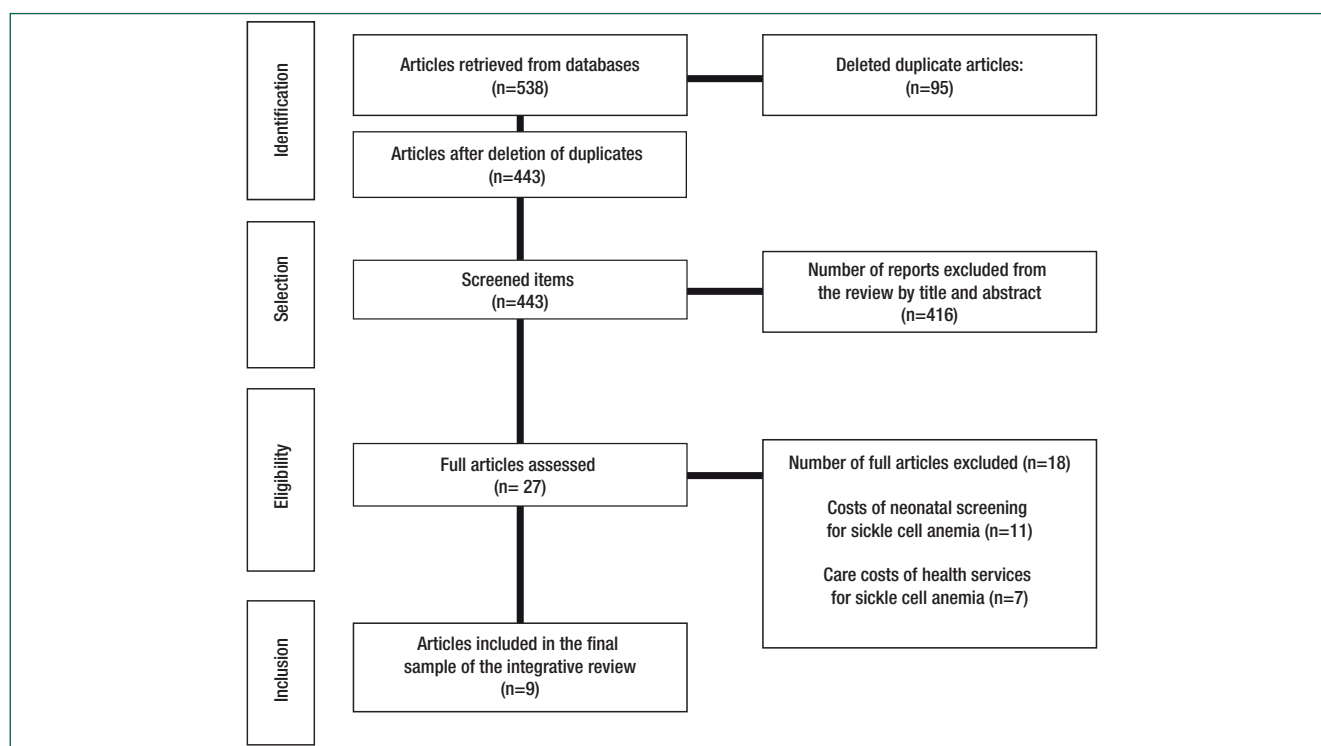 Identification
Articles retrieved from databases
(n=538)
Deleted duplicate articles:
(n=95)
Articles after deletion of duplicates
(n=443)
Selection
Screened items
(n=443)
Number of reports excluded from
the review by title and abstract
(n=416)
Eligibility
Full articles assessed
(n= 27)
Number of full articles excluded (n=18)
Costs of neonatal screening
for sickle cell anemia (n=11)
Care costs of health services
for sickle cell anemia (n=7)
Inclusion
Articles included in the final
sample of the integrative review
(n=9)